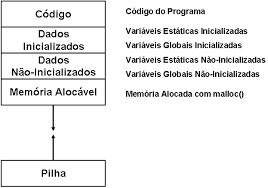 Código
Código do Programa
Dados
Inicializados
Variáveis Estáticas Inicializadas
Variáveis Globais Inicializadas
Dados
Não-Inicializados
Variáveis Estáticas Não-Inicializadas
Variáveis Globais Não-Inicializadas
Memória Alocável
Memória Alocada com malloc()
Pilha